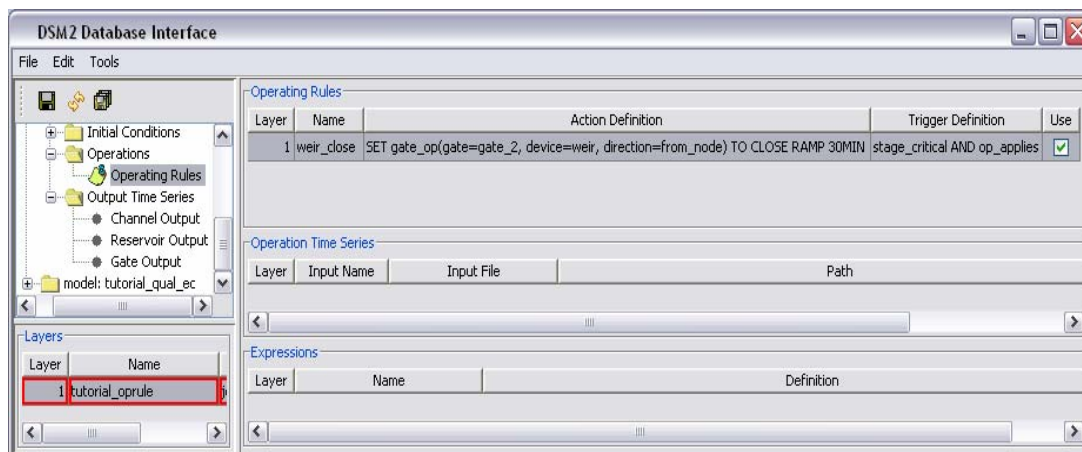 DSM2 Database Interface
File Edit Tools
Initial Conditions
Operations
Operating Rules
Output Time Series
Channel Output
Reservoir Output
Gate Output
model: tutorial_qual_ec
Layers
Layer Name
1 tutorial_oprule
Operating Rules
Layer Name Action Definition Trigger Definition Use
1 weir_close SET gate_op(gate=gate_2, device=weir, direction=from_node) TO CLOSE RAMP 30MIN stage_critical AND op_applies
Operation Time Series
Layer Input Name Input File Path
Expressions
Layer Name Definition